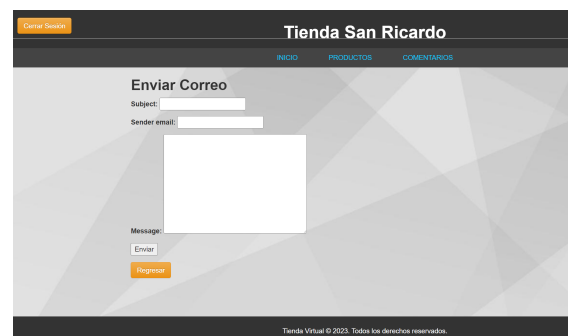 Cerrar Sesión
Tienda San Ricardo
INICIO PRODUCTOS COMENTARIOS
Enviar Correo
Subject:
Sender email:
Message:
Enviar
Regresar
Tienda Virtual © 2023. Todos los derechos reservados.